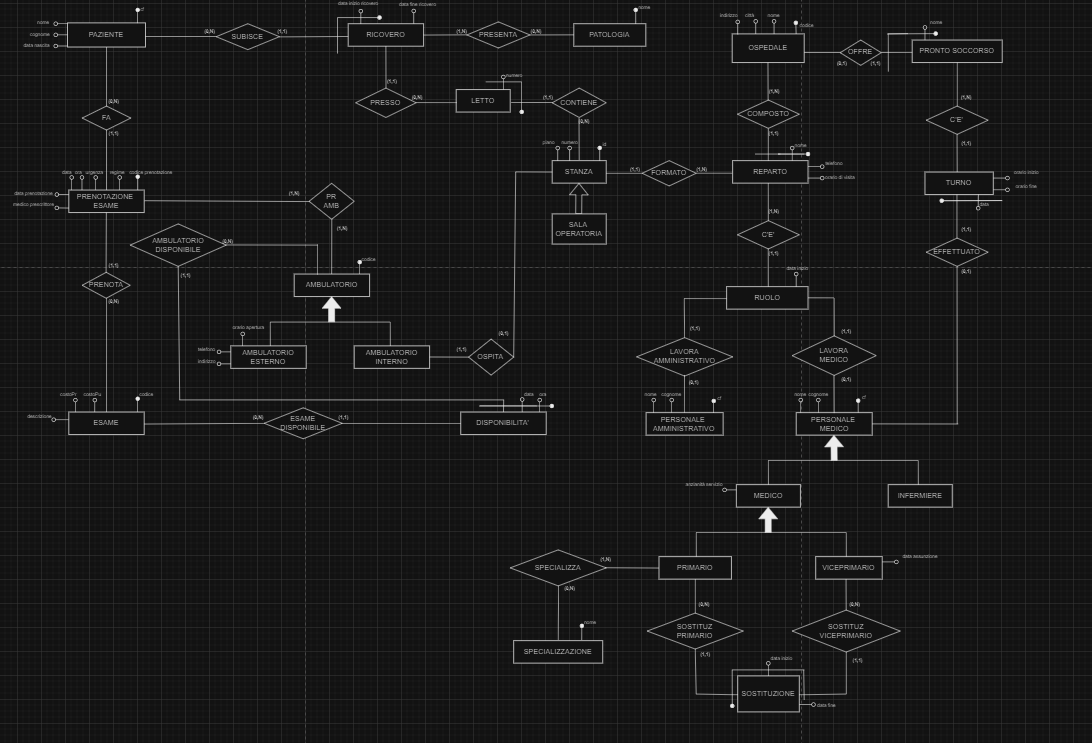 cf
nome
cognome
data nascita
PAZIENTE
(0,N)
SUBISCE
(1,1)
data inizio ricovero
data fine ricovero
RICOVERO
(1,N)
PRESENTA
(0,N)
nome
PATOLOGIA
indirizzo
città
nome
codice
OSPEDALE
OFFRE
(0,1)
(1,1)
nome
PRONTO SOCCORSO
(0,N)
FA
(1,1)
(1,1)
PRESSO
(0,N)
numero
LETTO
(1,1)
CONTIENE
(0,N)
(1,N)
COMPOSTO
(1,1)
(1,N)
C'E'
(1,1)
data
ora
urgenza
regime
codice prenotazione
data prenotazione
medico prescrittore
PRENOTAZIONE
ESAME
(1,N)
PR
AMB
(1,N)
piano
numero
id
STANZA
(1,1)
FORMATO
(1,N)
nome
REPARTO
telefono
orario di visita
TURNO
orario inizio
orario fine
data
SALA
OPERATORIA
AMBULATORIO
DISPONIBILE
(0,N)
(1,1)
(1,N)
C'E'
(1,1)
(1,1)
EFFETTUATO
(0,1)
(1,1)
PRENOTA
(0,N)
codice
AMBULATORIO
data inizio
RUOLO
orario apertura
telefono
indirizzo
AMBULATORIO
ESTERNO
AMBULATORIO
INTERNO
(1,1)
OSPITA
(0,1)
(1,1)
LAVORA
AMMINISTRATIVO
(0,1)
(1,1)
LAVORA
MEDICO
(0,1)
costoPr
costoPu
codice
descrizione
ESAME
(0,N)
ESAME
DISPONIBILE
(1,1)
data
ora
DISPONIBILITA'
nome
cognome
cf
PERSONALE
AMMINISTRATIVO
nome
cognome
cf
PERSONALE
MEDICO
anzianità servizio
MEDICO
INFERMIERE
SPECIALIZZA
(1,N)
(0,N)
PRIMARIO
VICEPRIMARIO
data assunzione
nome
SPECIALIZZAZIONE
(0,N)
SOSTITUZ
PRIMARIO
(1,1)
(0,N)
SOSTITUZ
VICEPRIMARIO
(1,1)
data inizio
SOSTITUZIONE
data fine